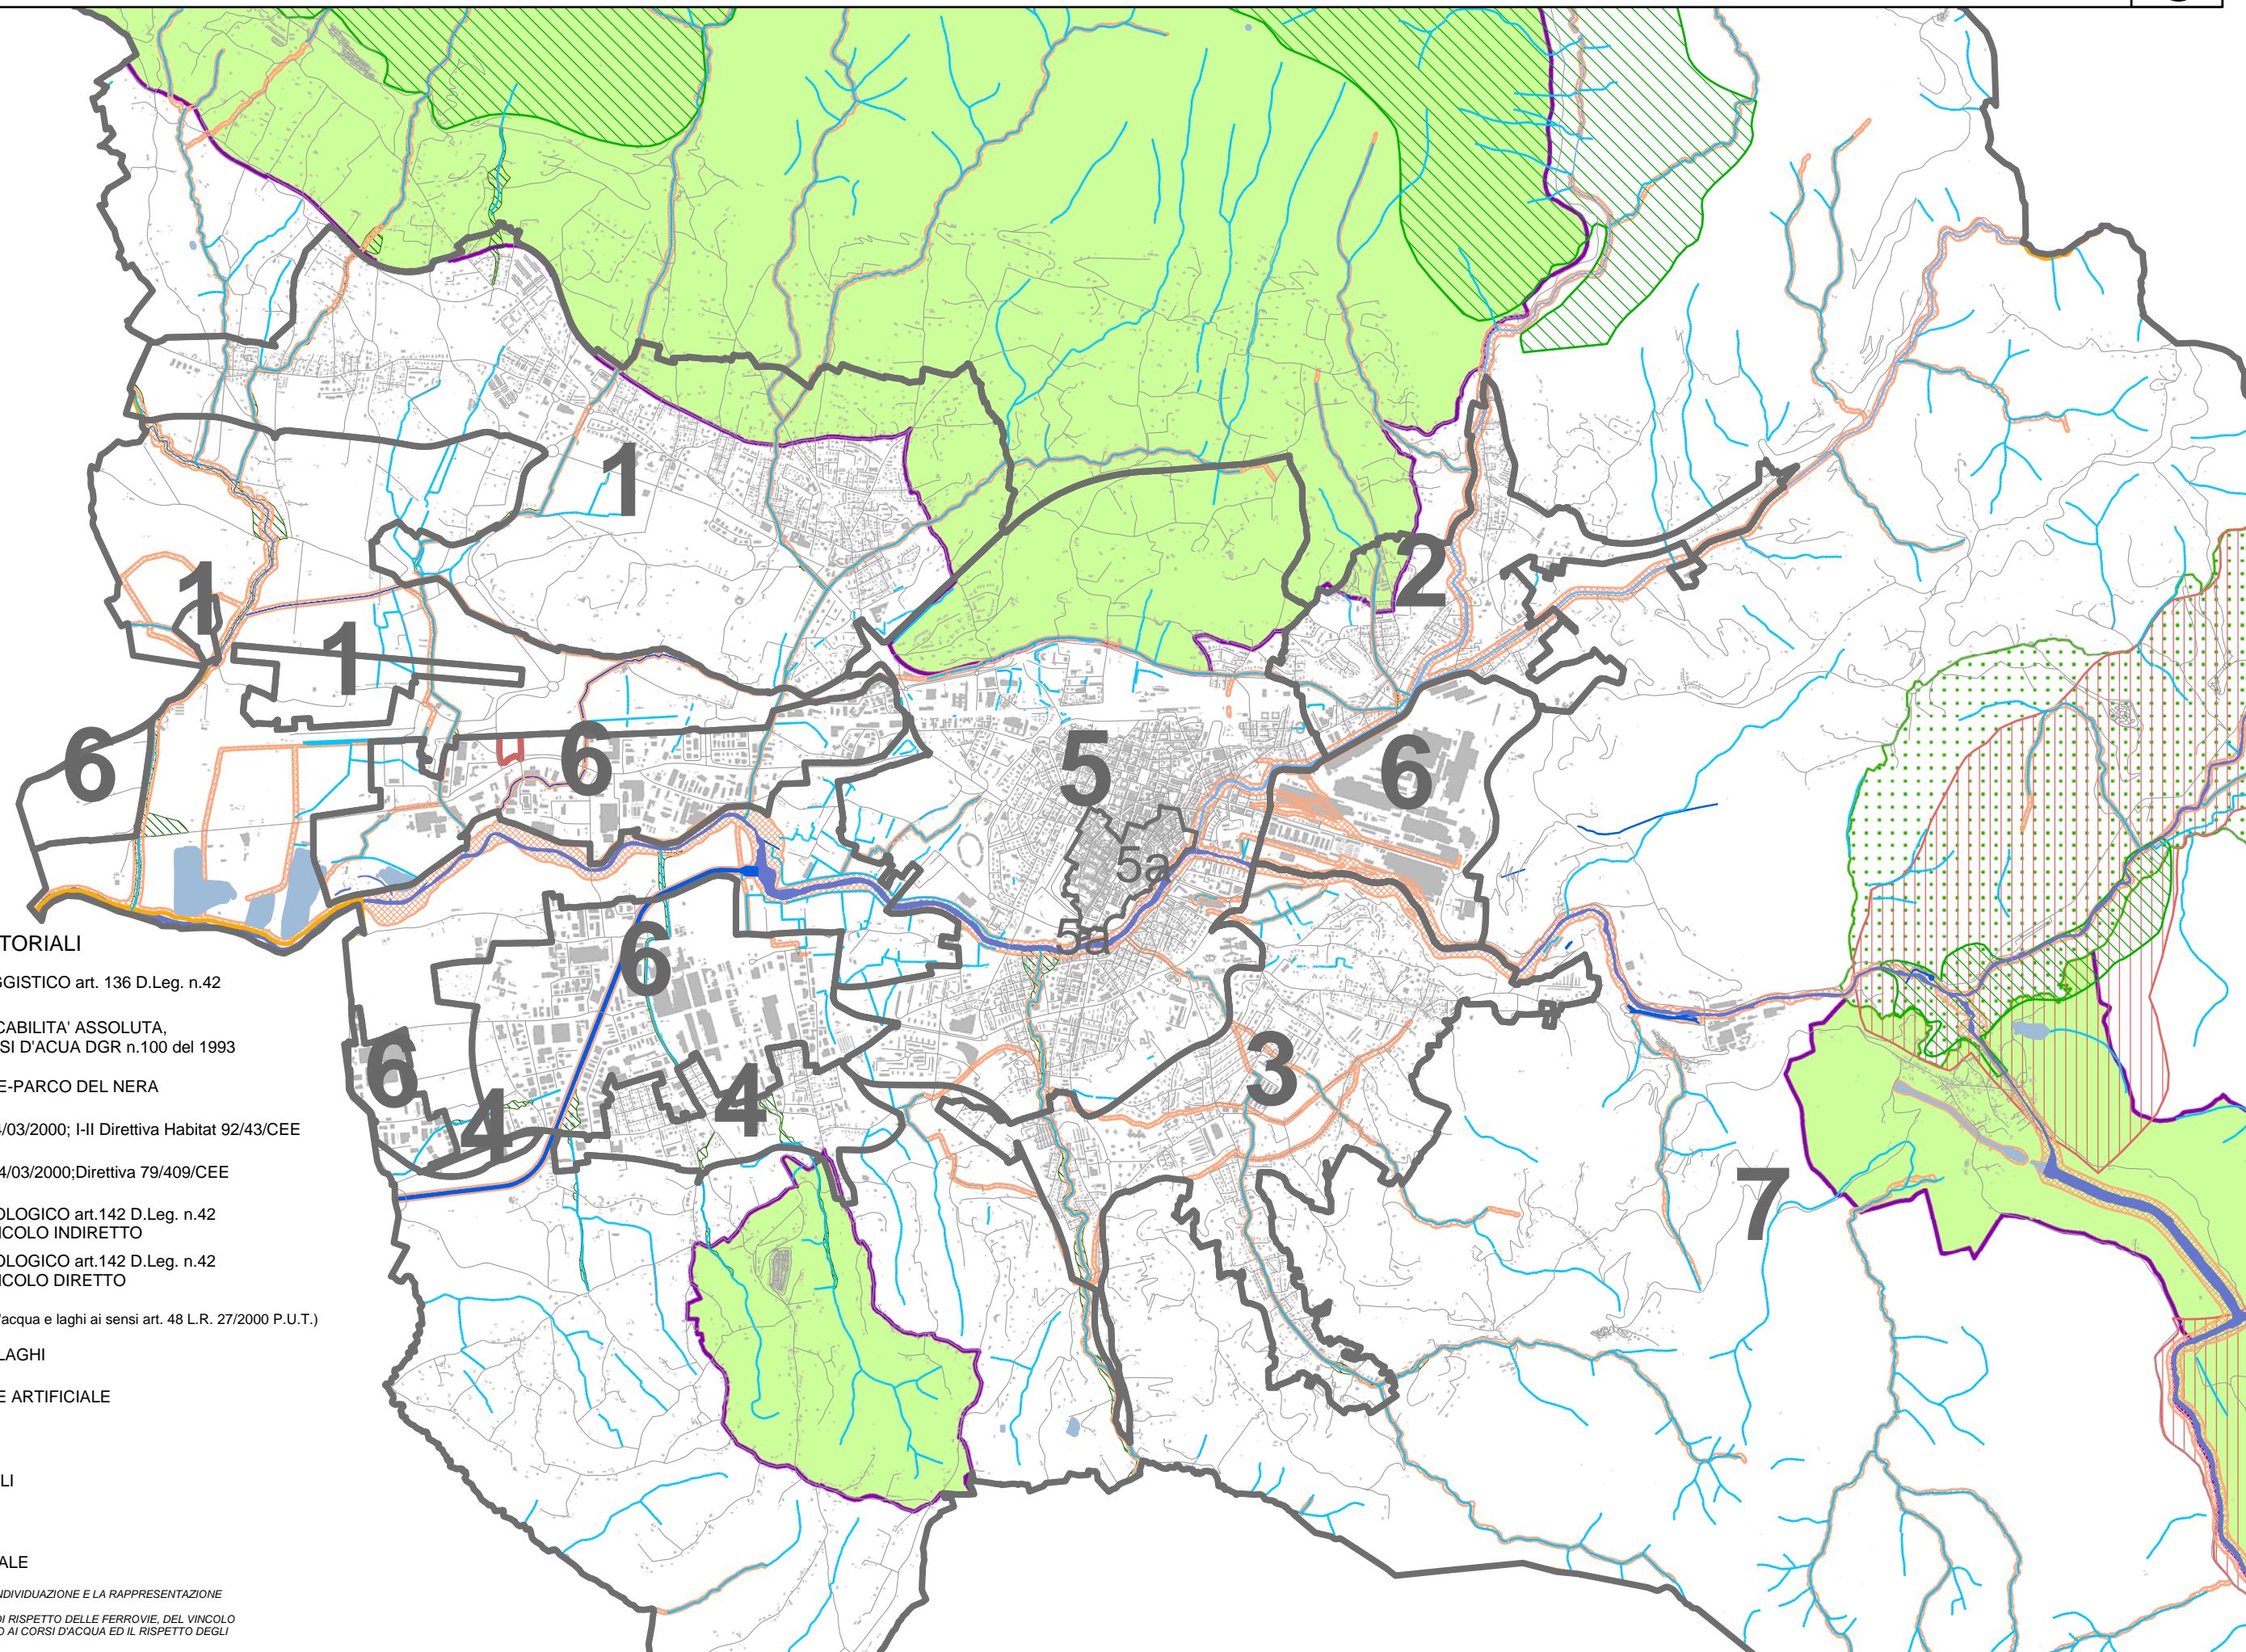 1
2
1
1
6
6
5
6
5a
5a
6
6
4
4
3
7
TORIALI
GGISTICO art. 136 D.Leg. n.42
CABILITA' ASSOLUTA,
SI D'ACUA DGR n.100 del 1993
E-PARCO DEL NERA
4/03/2000; I-II Direttiva Habitat 92/43/CEE
4/03/2000;Direttiva 79/409/CEE
OLOGICO art.142 D.Leg. n.42
ICOLO INDIRETTO
OLOGICO art.142 D.Leg. n.42
ICOLO DIRETTO
'acqua e laghi ai sensi art. 48 L.R. 27/2000 P.U.T.)
LAGHI
E ARTIFICIALE
LI
ALE
NDIVIDUAZIONE E LA RAPPRESENTAZIONE
DI RISPETTO DELLE FERROVIE, DEL VINCOLO
O AI CORSI D'ACQUA ED IL RISPETTO DEGLI